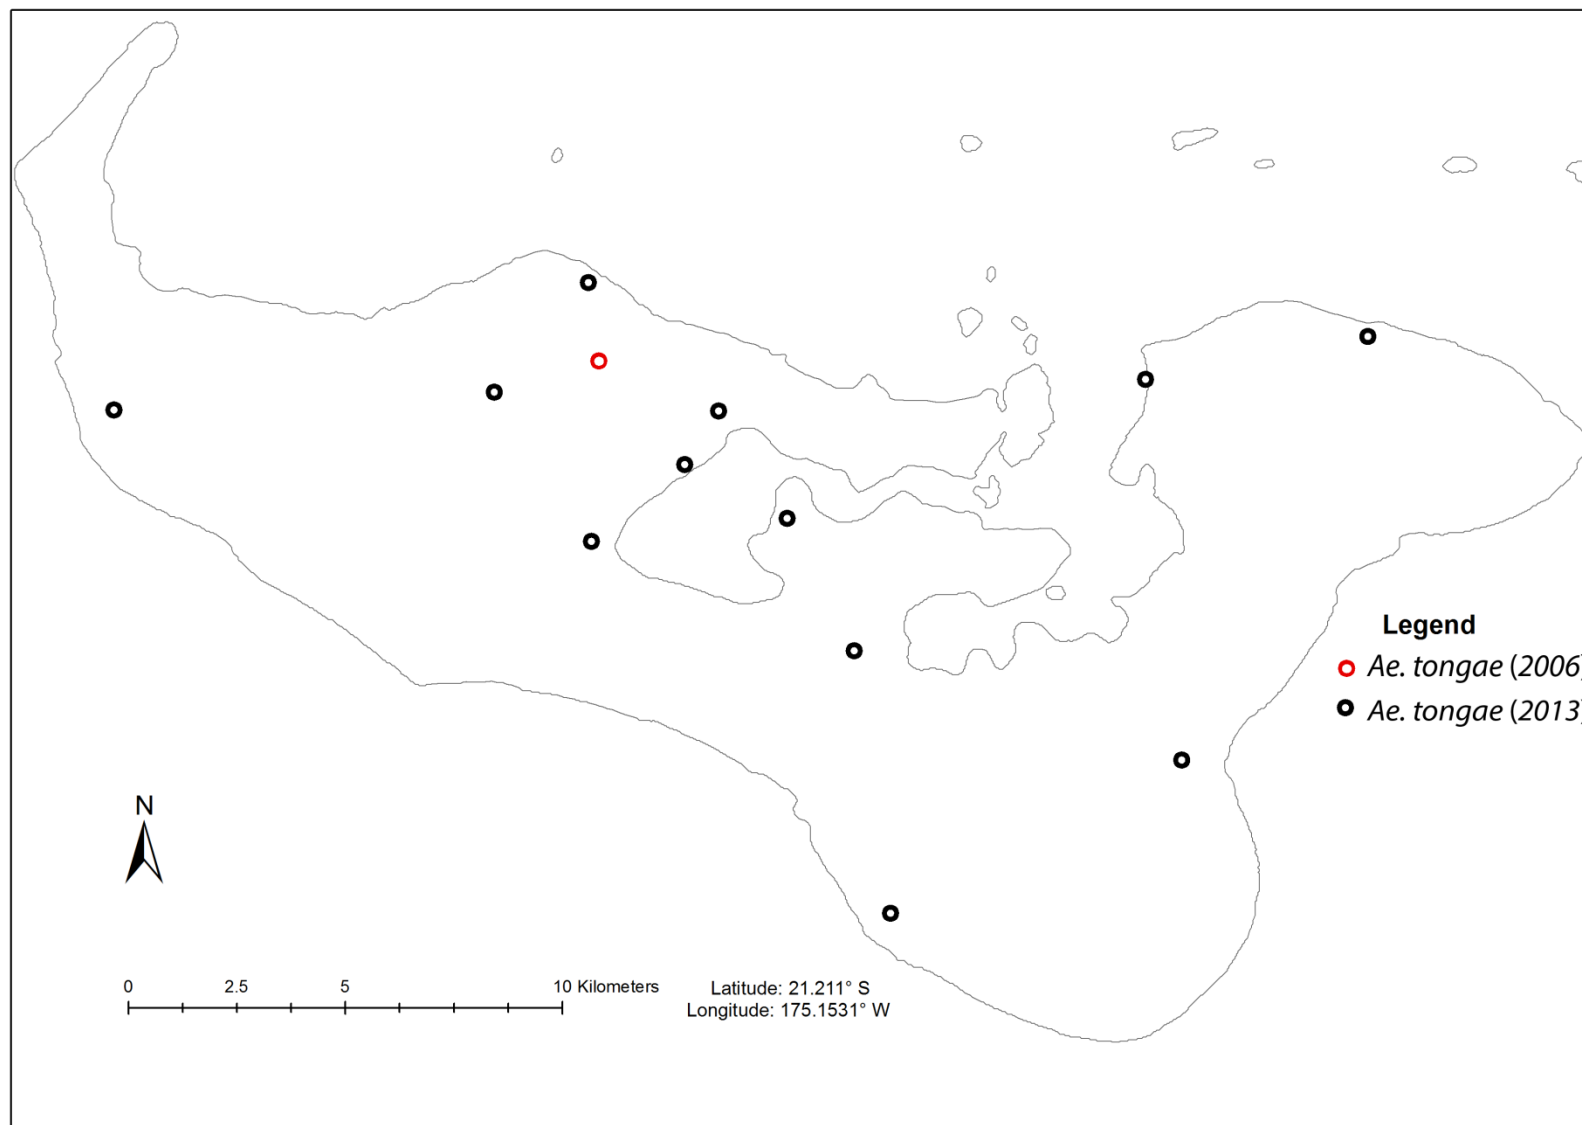 Legend
Ae. tongae (2006)
Ae. tongae (2013)
N
0 2.5 5 10 Kilometers
Latitude: 21.211° S
Longitude: 175.1531° W